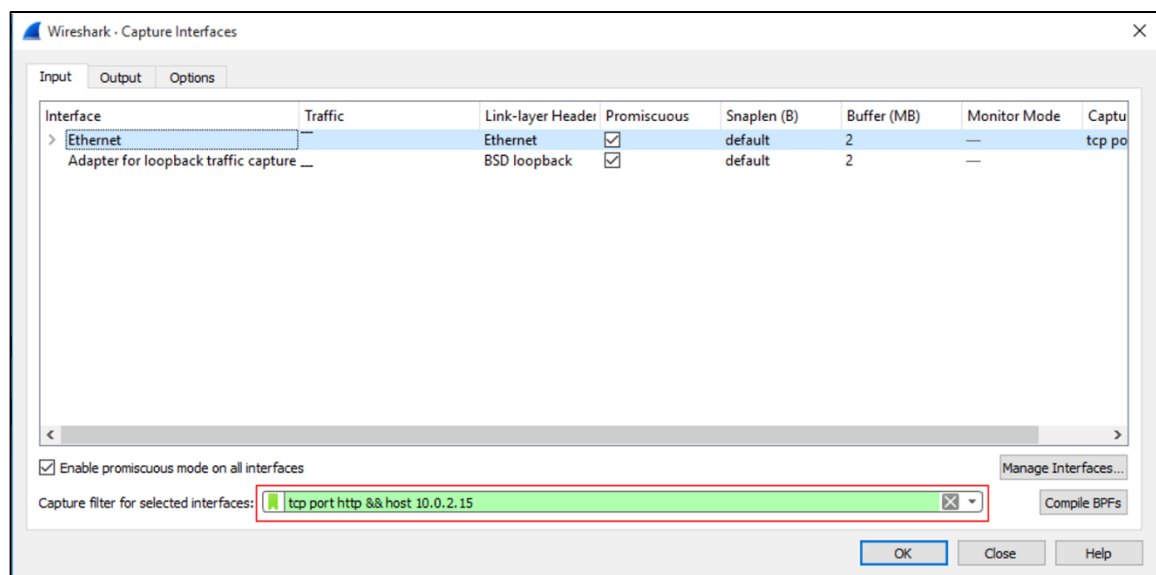 Wireshark · Capture Interfaces
Input Output Options
Interface Traffic Link-layer Header Promiscuous Snaplen (B) Buffer (MB) Monitor Mode Captu
Ethernet Ethernet default 2 — tcp po
Adapter for loopback traffic capture BSD loopback default 2 —
Enable promiscuous mode on all interfaces Manage Interfaces...
Capture filter for selected interfaces: tcp port http && host 10.0.2.15 Compile BPFs
OK Close Help